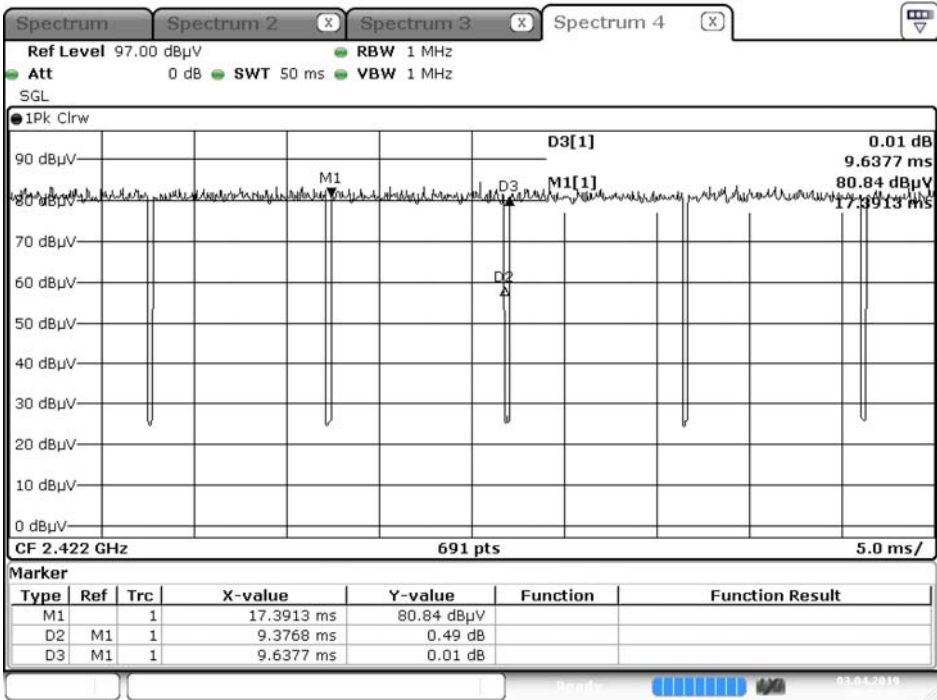 Spectrum Spectrum 2 X Spectrum 3 X Spectrum 4 X
Ref Level 97.00 dBµV RBW 1 MHz
Att 0 dB SWT 50 ms VBW 1 MHz
SGL
1Pk Clrw
D3[1] 0.01 dB
9.6377 ms
M1[1] 80.84 dBµV
17.3913 ms
90 dBµV
M1
D3
80 dBµV
70 dBµV
60 dBµV
D2
50 dBµV
40 dBµV
30 dBµV
20 dBµV
10 dBµV
0 dBµV
CF 2.422 GHz 691 pts 5.0 ms/
Marker
Type Ref Trc X-value Y-value Function Function Result
M1 1 17.3913 ms 80.84 dBµV
D2 M1 1 9.3768 ms 0.49 dB
D3 M1 1 9.6377 ms 0.01 dB
Ready 03.04.2019